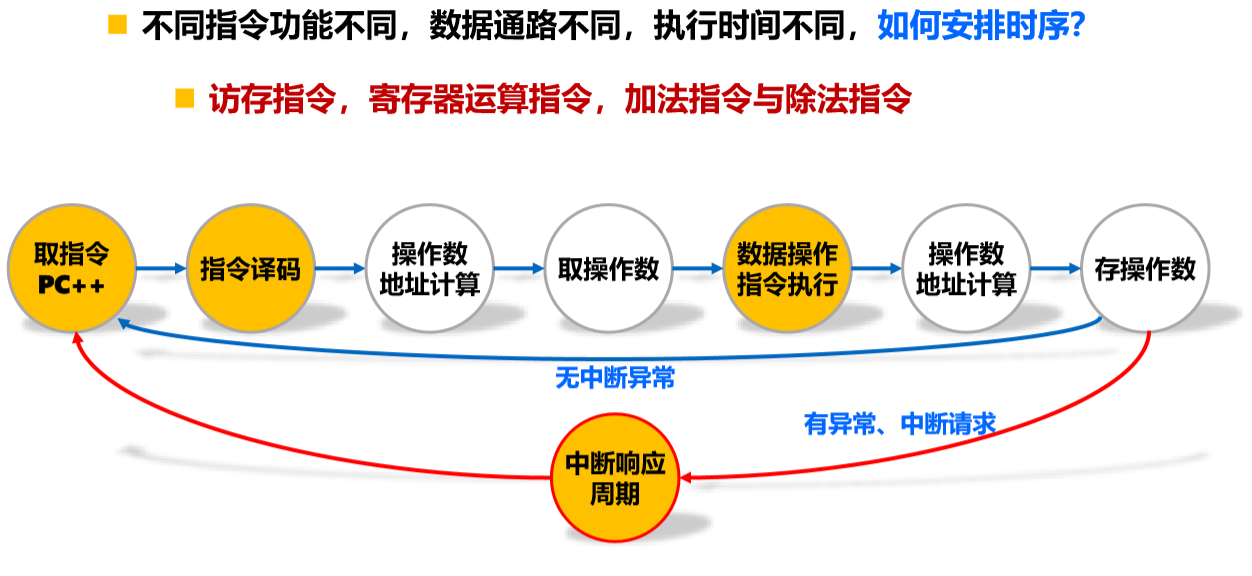 不同指令功能不同，数据通路不同，执行时间不同，如何安排时序?
访存指令，寄存器运算指令，加法指令与除法指令
取指令
PC++
指令译码
操作数
地址计算
取操作数
数据操作
指令执行
操作数
地址计算
存操作数
无中断异常
有异常、中断请求
中断响应
周期